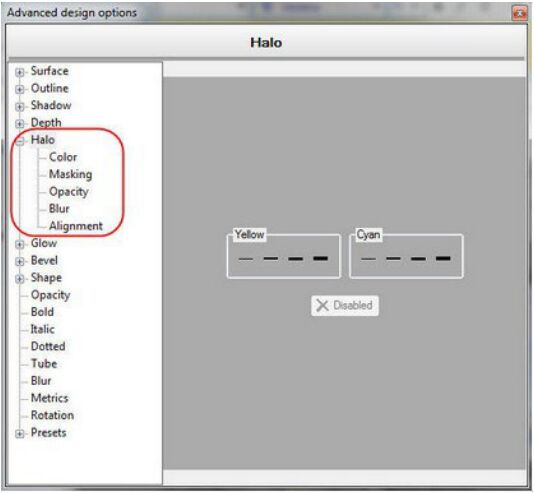 Advanced design options
Halo
Surface
Outline
Shadow
Depth
Halo
Color
Masking
Opacity
Blur
Alignment
Glow
Bevel
Shape
Opacity
Bold
Italic
Dotted
Tube
Blur
Metrics
Rotation
Presets
Yellow
Cyan
Disabled